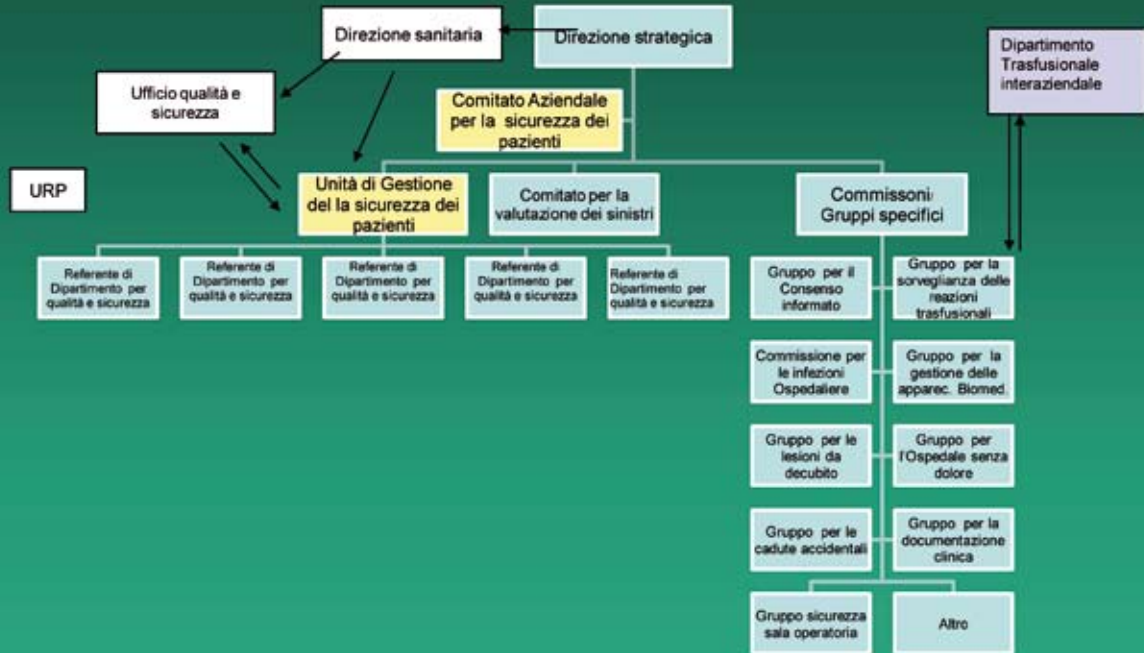 Direzione sanitaria
Direzione strategica
Dipartimento
Trasfusionale
interaziendale
Ufficio qualità e
sicurezza
Comitato Aziendale
per la sicurezza dei
pazienti
URP
Unità di Gestione
del la sicurezza dei
pazienti
Comitato per la
valutazione dei sinistri
Commissoni/
Gruppi specifici
Referente di
Dipartimento per
qualità e sicurezza
Referente di
Dipartimento per
qualità e sicurezza
Referente di
Dipartimento per
qualità e sicurezza
Referente di
Dipartimento per
qualità e sicurezza
Referente di
Dipartimento per
qualità e sicurezza
Gruppo per il
Consenso
informato
Gruppo per la
sorveglianza delle
reazioni
trasfusionali
Commissione per
le infezioni
Ospedaliere
Gruppo per la
gestione delle
apparec. Biomed.
Gruppo per le
lesioni da
decubito
Gruppo per
l'Ospedale senza
dolore
Gruppo per le
cadute accidentali
Gruppo per la
documentazione
clinica
Gruppo sicurezza
sala operatoria
Altro